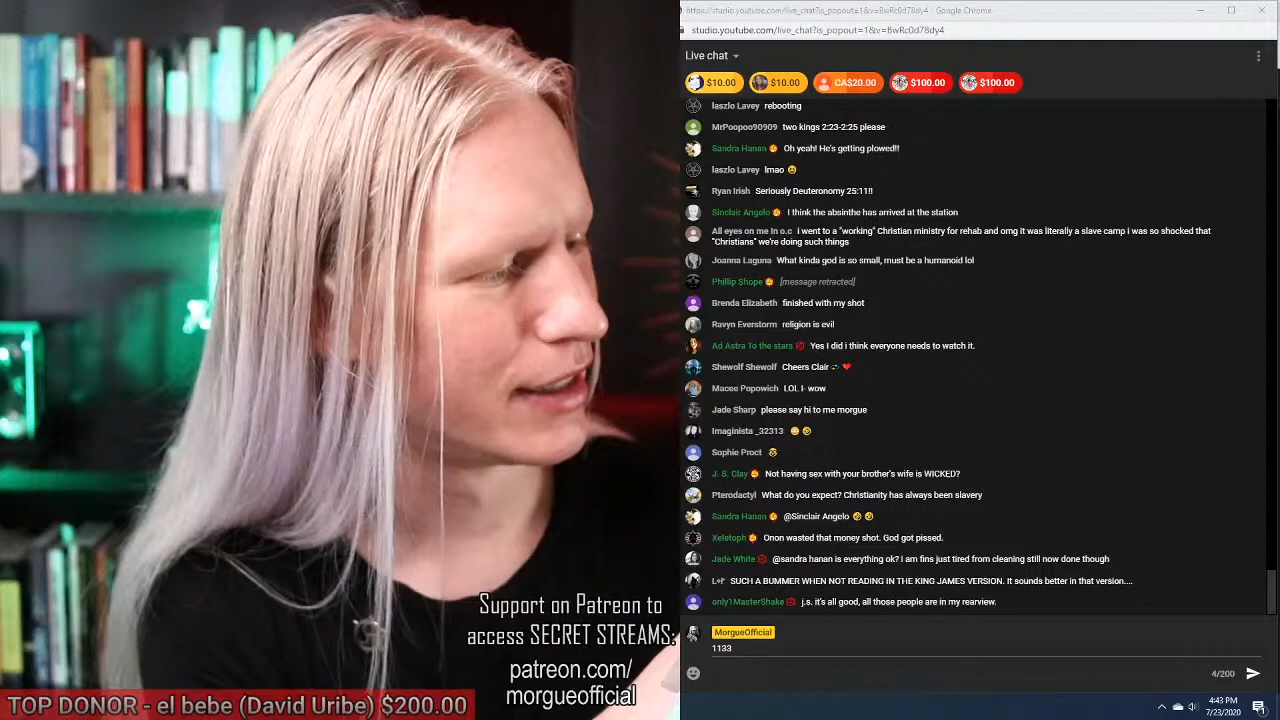 https://studio.youtube.com/live_chat?is_popout=1&v=BwRc0d78dy4 - Google Chrome
studio.youtube.com/live_chat?is_popout=1&v=BwRc0d78dy4
Live chat
$10.00 $10.00 CA$20.00 $100.00 $100.00
laszlo Lavey rebooting
MrPoopoo90909 two kings 2:23-2:25 please
Sandra Hanan Oh yeah! He's getting plowed!!
laszlo Lavey lmao
Ryan Irish Seriously Deuteronomy 25:11!!
Sinclair Angelo I think the absinthe has arrived at the station
All eyes on me In o.c i went to a "working" Christian ministry for rehab and omg it was literally a slave camp i was so shocked that
"Christians" we're doing such things
Joanna Laguna What kinda god is so small, must be a humanoid lol
Phillip Shope [message retracted]
Brenda Elizabeth finished with my shot
Ravyn Everstorm religion is evil
Ad Astra To the stars Yes I did i think everyone needs to watch it.
Shewolf Shewolf Cheers Clair
Macee Popowich LOL I- wow
Jade Sharp please say hi to me morgue
Imaginista _32313
Sophie Proct
J. S. Clay Not having sex with your brother's wife is WICKED?
Pterodactyl What do you expect? Christianity has always been slavery
Sandra Hanan @Sinclair Angelo
Xeletoph Onon wasted that money shot. God got pissed.
Jade White @sandra hanan is everything ok? I am fins just tired from cleaning still now done though
SUCH A BUMMER WHEN NOT READING IN THE KING JAMES VERSION. It sounds better in that version....
only1MasterShake j.s. it's all good, all those people are in my rearview.
MorgueOfficial
1133
4/200
Support on Patreon to
access SECRET STREAMS:
patreon.com/
morgueofficial
TOP DONOR - el bebe (David Uribe) $200.00
4:43 PM
7/23/2020